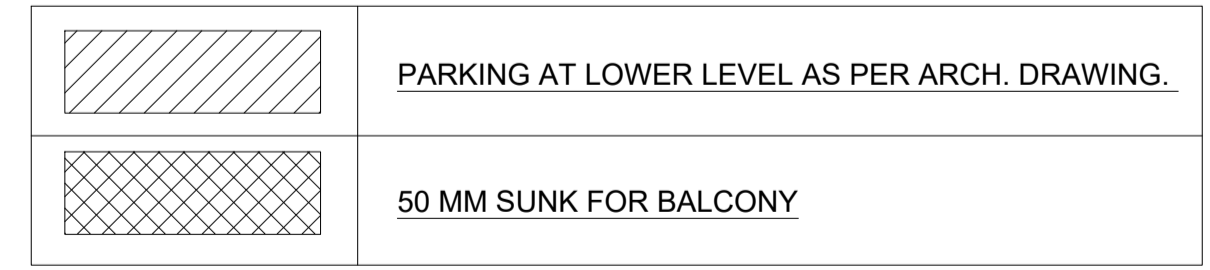 PARKING AT LOWER LEVEL AS PER ARCH. DRAWING.
50 MM SUNK FOR BALCONY